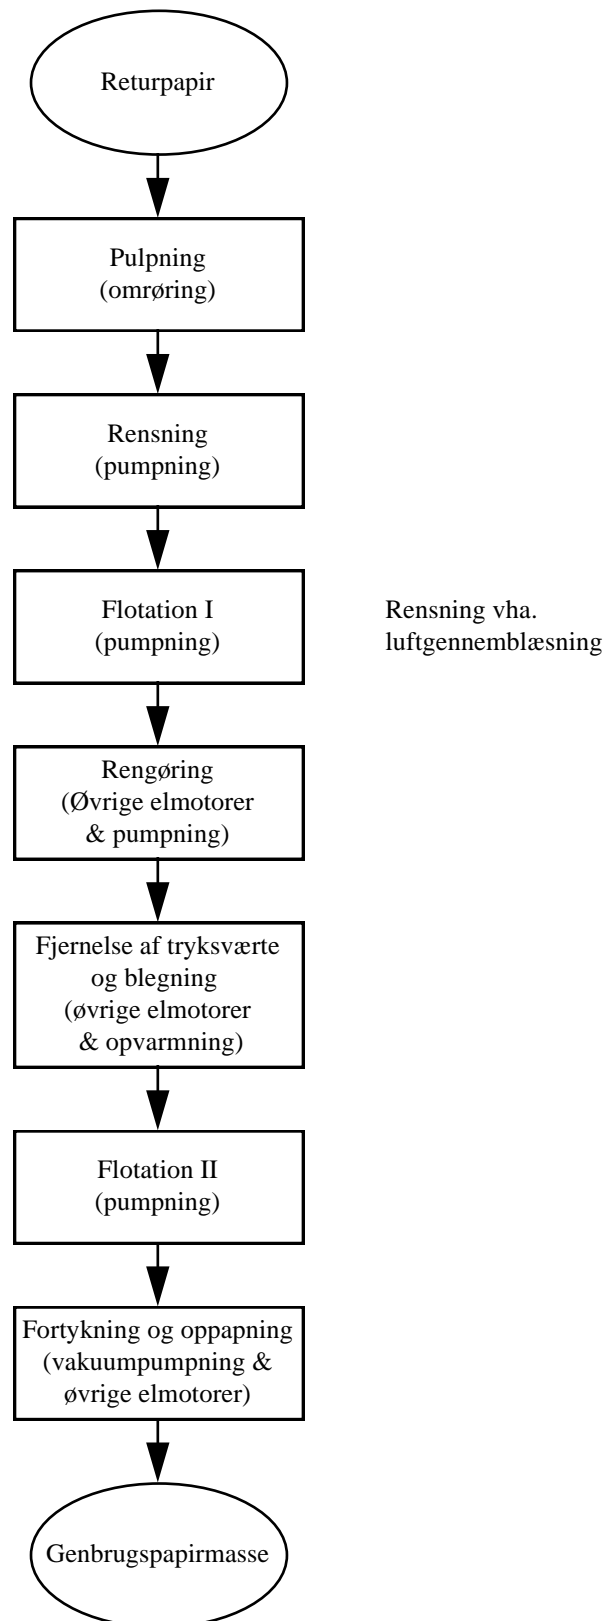 Returpapir
Pulpning
(omrøring)
Rensning
(pumpning)
Flotation I
(pumpning)
Rensning vha.
luftgennemblæsning
Rengøring
(Øvrige elmotorer
& pumpning)
Fjernelse af tryksværte
og blegning
(øvrige elmotorer
& opvarmning)
Flotation II
(pumpning)
Fortykning og oppapning
(vakuumpumpning &
øvrige elmotorer)
Genbrugspapirmasse